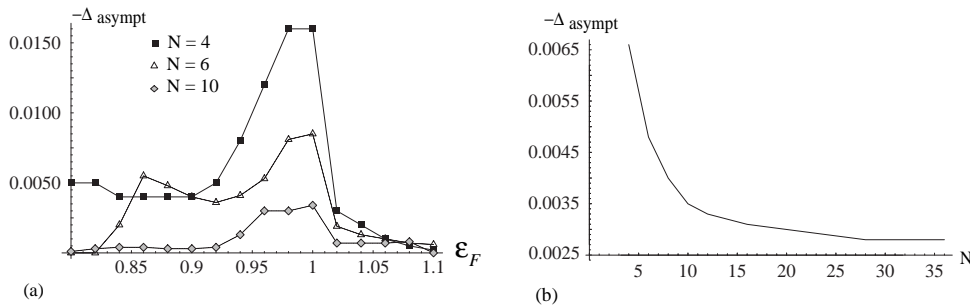 −Δ asympt
0.0150
0.0100
0.0050
N = 4
N = 6
N = 10
0.85 0.9 0.95 1 1.05 1.1
ε_F
(a)
−Δ asympt
0.0065
0.0055
0.0045
0.0035
0.0025
5 10 15 20 25 30 35
N
(b)